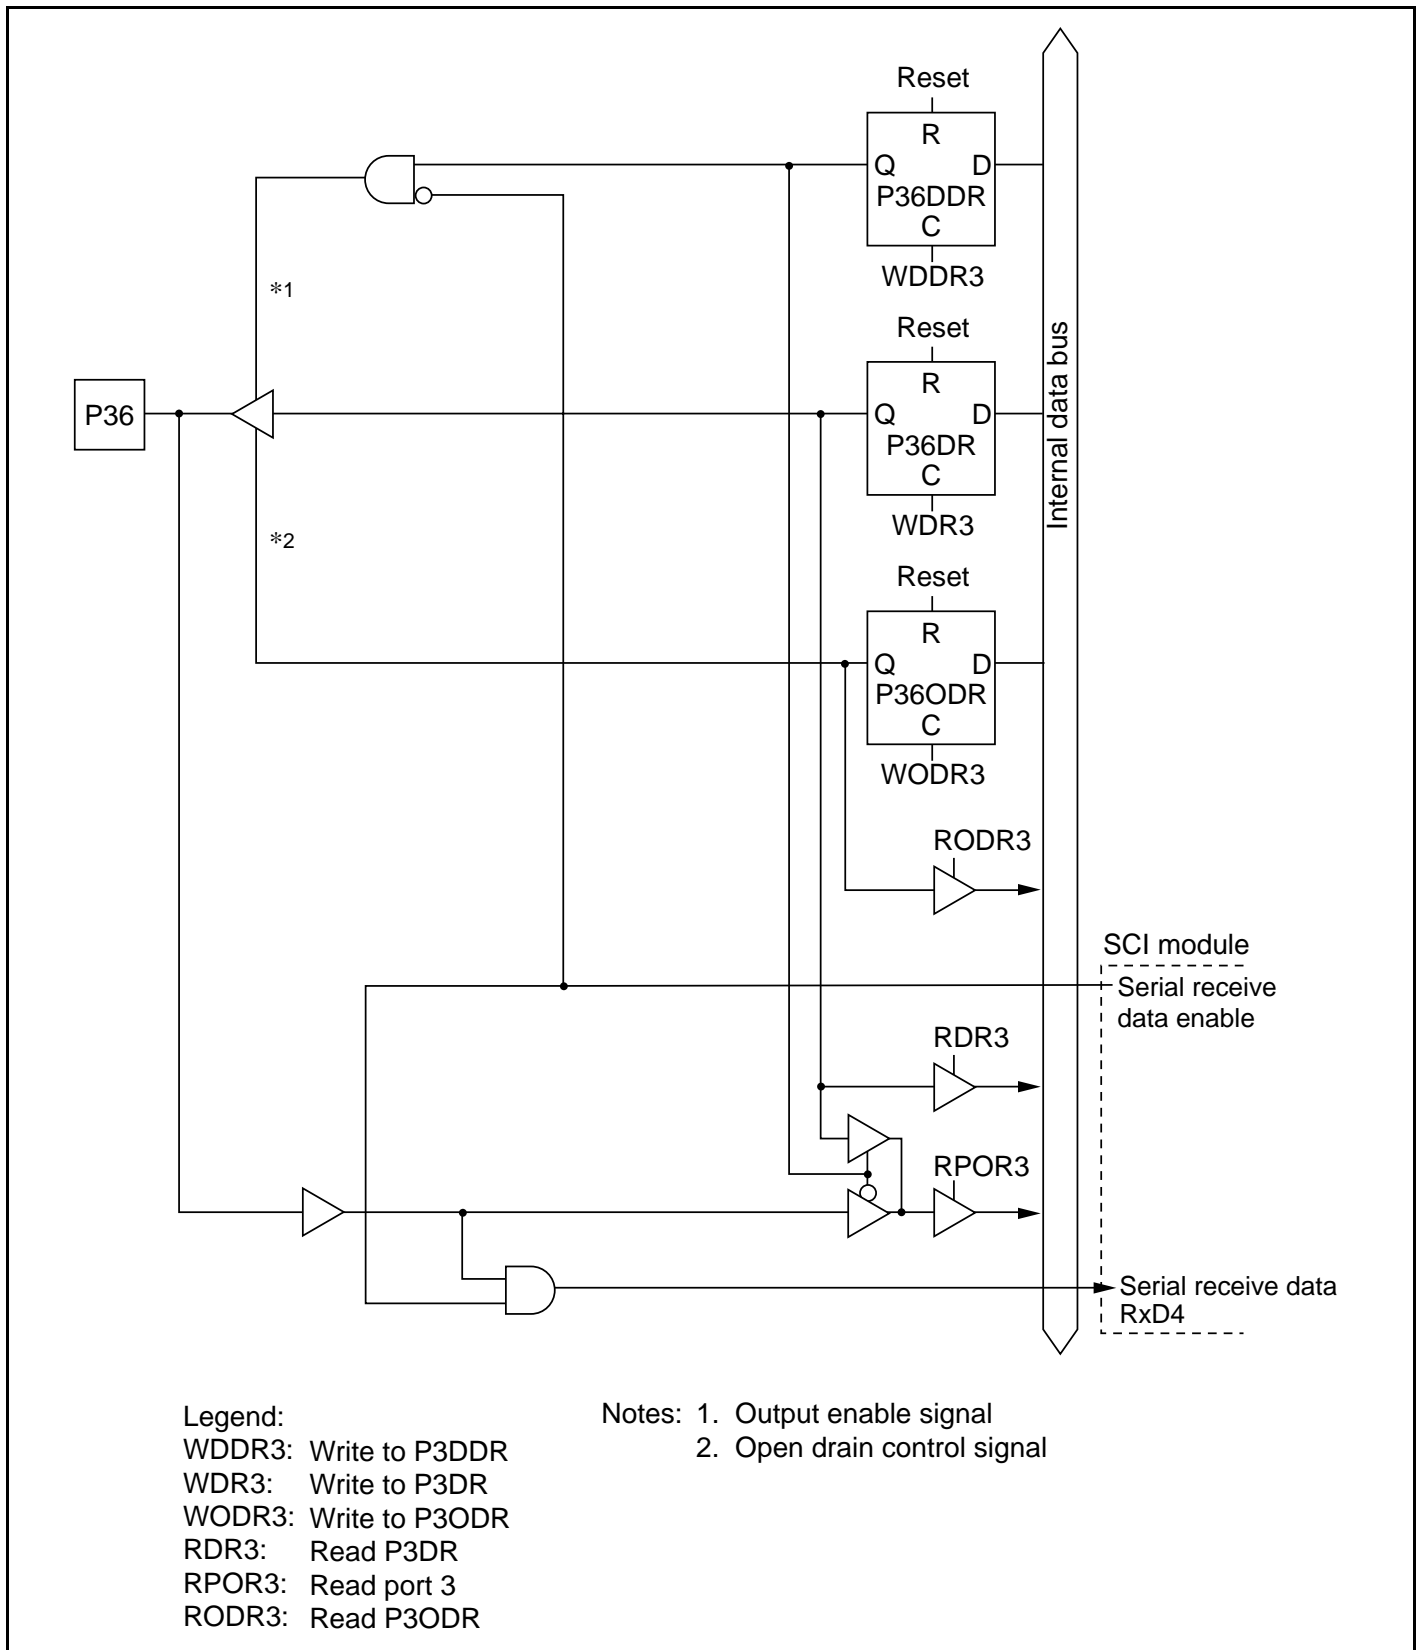 Reset
R
Q D
P36DDR
C
WDDR3
*1
Reset
R
P36
Q D
P36DR
C
WDR3
Internal data bus
*2
Reset
R
Q D
P36ODR
C
WODR3
RODR3
SCI module
Serial receive
data enable
RDR3
RPOR3
Serial receive data
RxD4
Legend:
WDDR3: Write to P3DDR
WDR3: Write to P3DR
WODR3: Write to P3ODR
RDR3: Read P3DR
RPOR3: Read port 3
RODR3: Read P3ODR
Notes: 1. Output enable signal
2. Open drain control signal